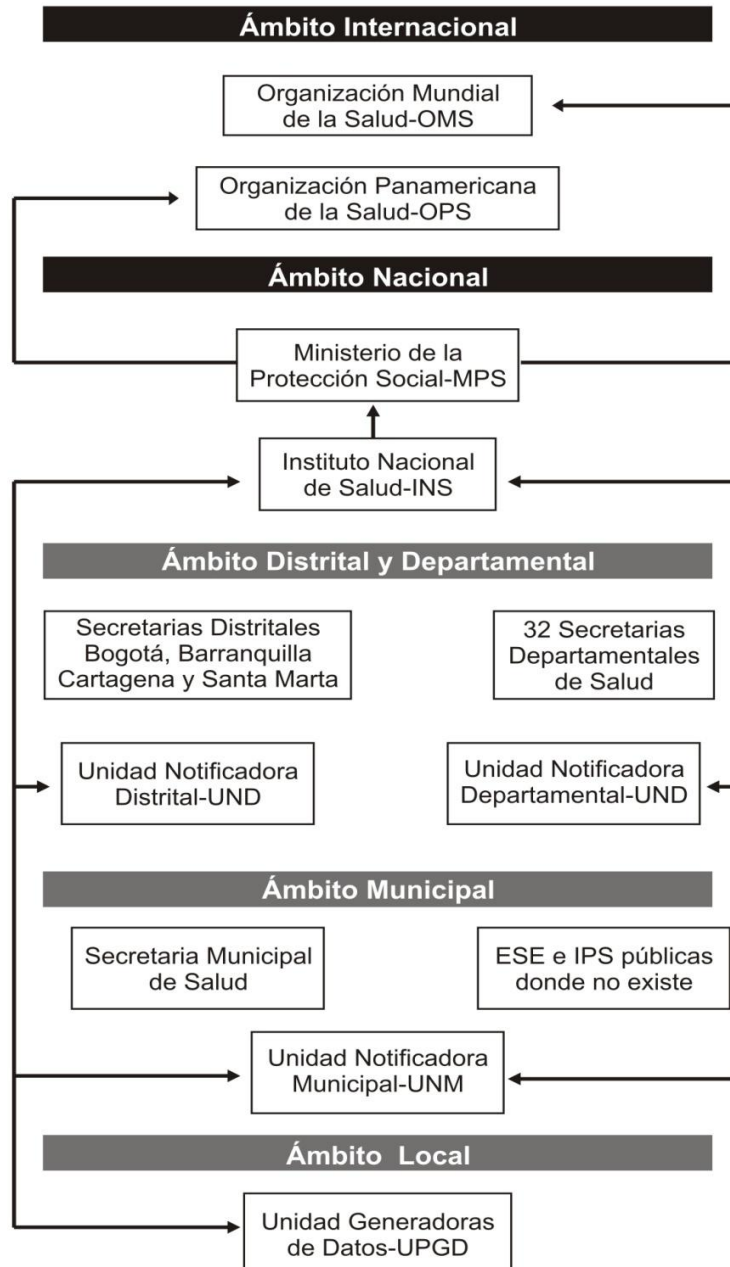 Ámbito Internacional
Organización Mundial
de la Salud-OMS
Organización Panamericana
de la Salud-OPS
Ámbito Nacional
Ministerio de la
Protección Social-MPS
Instituto Nacional
de Salud-INS
Ámbito Distrital y Departamental
Secretarias Distritales
Bogotá, Barranquilla
Cartagena y Santa Marta
32 Secretarias
Departamentales
de Salud
Unidad Notificadora
Distrital-UND
Unidad Notificadora
Departamental-UND
Ámbito Municipal
Secretaria Municipal
de Salud
ESE e IPS públicas
donde no existe
Unidad Notificadora
Municipal-UNM
Ámbito Local
Unidad Generadoras
de Datos-UPGD